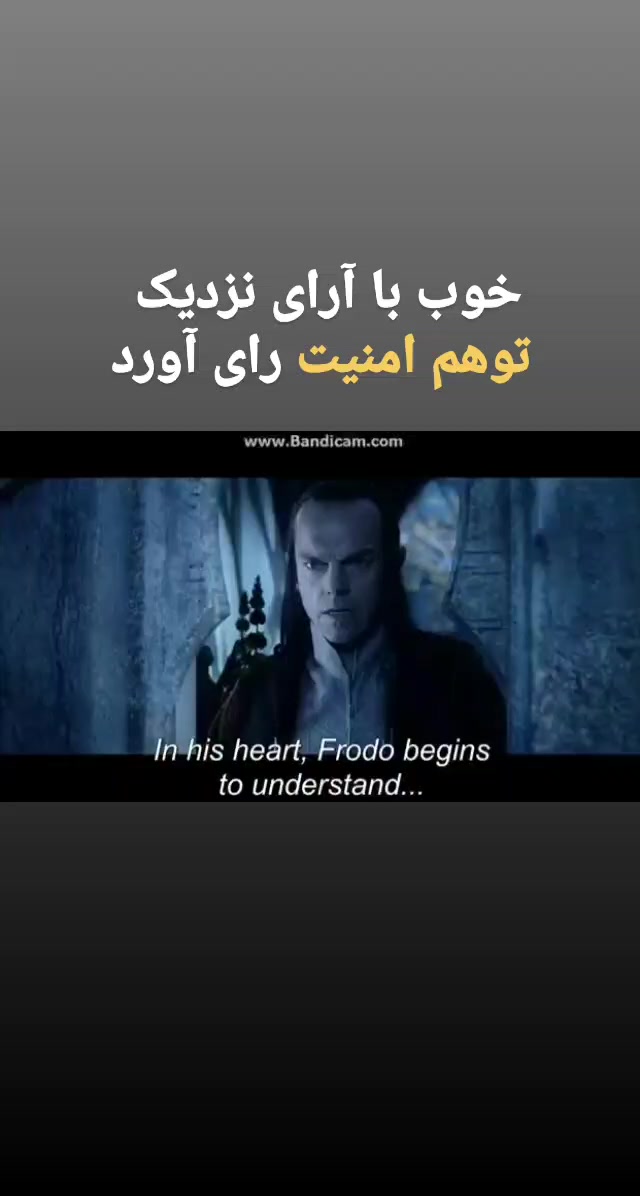 خوب با آرای نزدیک
توهم امنیت رای آورد
www.Bandicam.com
In his heart, Frodo begins
to understand...